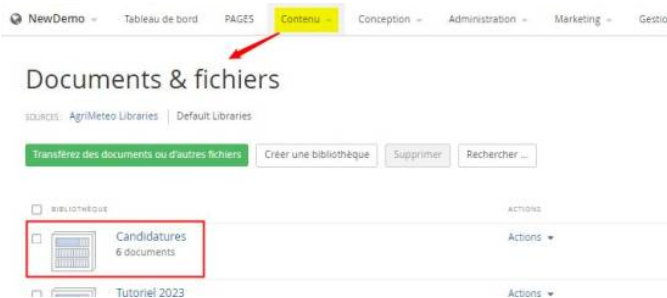 NewDemo Tableau de bord PAGES Contenu Conception Administration Marketing Gestio
Documents & fichiers
SOURCES: AgriMeteo Libraries Default Libraries
Transférez des documents ou d'autres fichiers Créer une bibliothèque Supprimer Rechercher ...
BIBLIOTHÈQUE ACTIONS
Candidatures Actions
6 documents
Tutoriel 2023 Actions